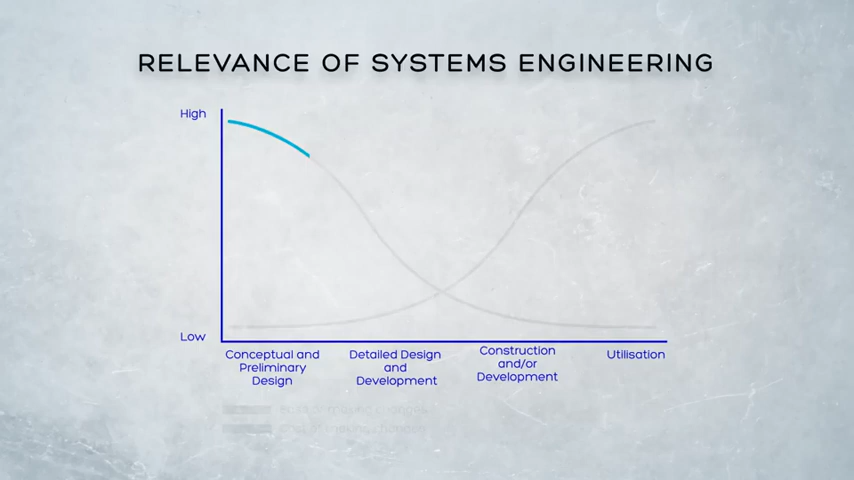 RELEVANCE OF SYSTEMS ENGINEERING
High
Low
Conceptual and
Preliminary
Design
Detailed Design
and
Development
Construction
and/or
Development
Utilisation